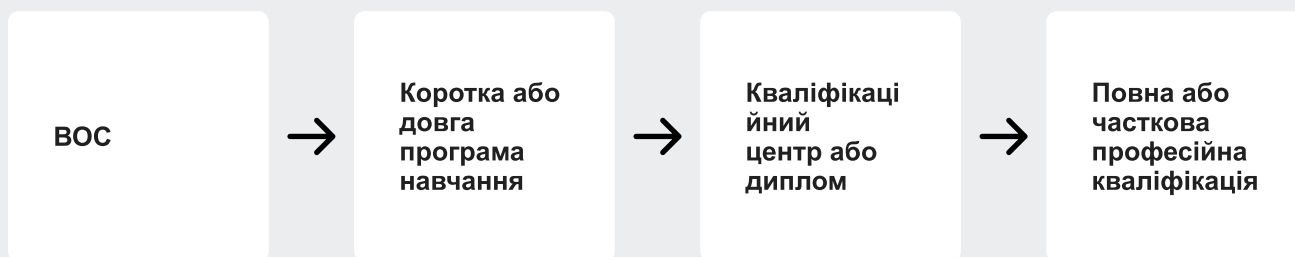 ВОС
Коротка або
довга
програма
навчання
Кваліфікаці
йний
центр або
диплом
Повна або
часткова
професійна
кваліфікація